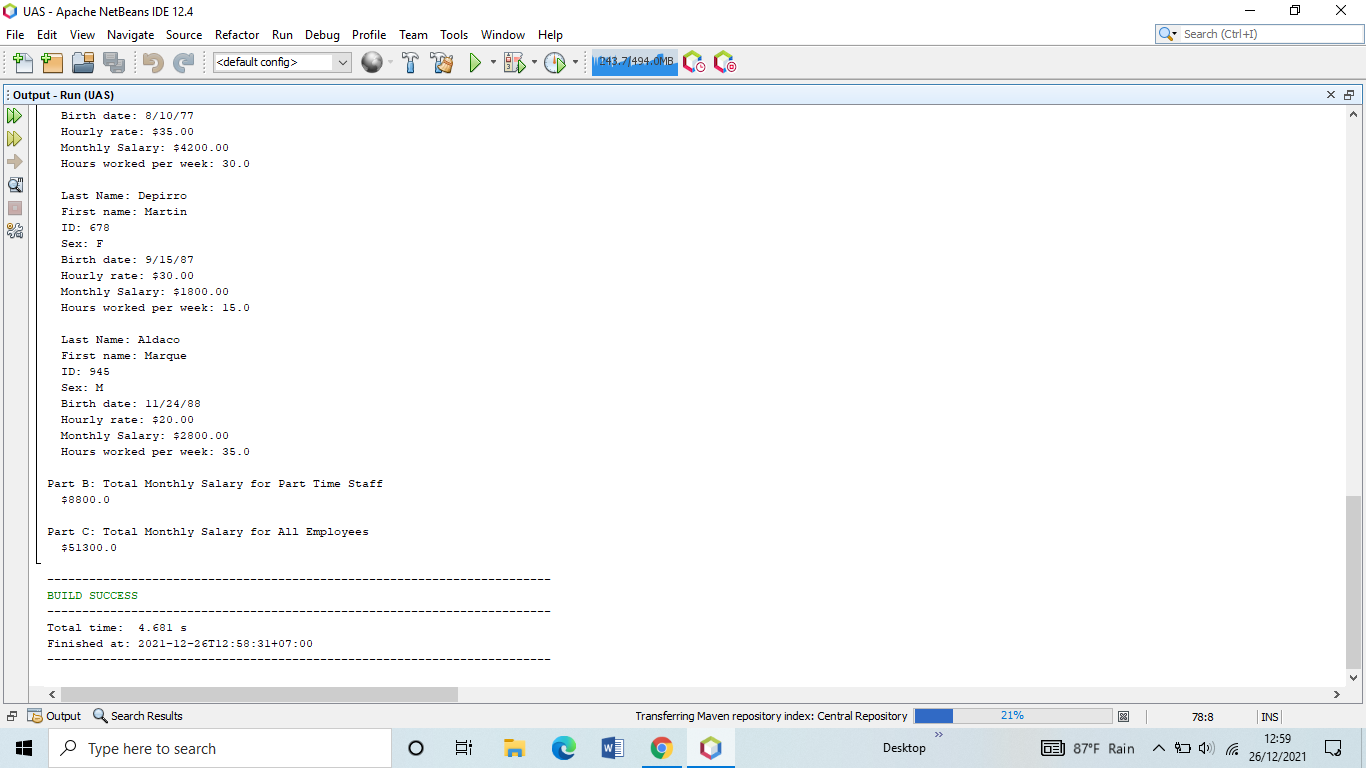 UAS - Apache NetBeans IDE 12.4
File Edit View Navigate Source Refactor Run Debug Profile Team Tools Window Help
Search (Ctrl+I)
<default config>
243.7/494.0MB
Output - Run (UAS)
Birth date: 8/10/77
Hourly rate: $35.00
Monthly Salary: $4200.00
Hours worked per week: 30.0
Last Name: Depirro
First name: Martin
ID: 678
Sex: F
Birth date: 9/15/87
Hourly rate: $30.00
Monthly Salary: $1800.00
Hours worked per week: 15.0
Last Name: Aldaco
First name: Marque
ID: 945
Sex: M
Birth date: 11/24/88
Hourly rate: $20.00
Monthly Salary: $2800.00
Hours worked per week: 35.0
Part B: Total Monthly Salary for Part Time Staff
$8800.0
Part C: Total Monthly Salary for All Employees
$51300.0
------------------------------------------------------------------------
BUILD SUCCESS
------------------------------------------------------------------------
Total time:  4.681 s
Finished at: 2021-12-26T12:58:31+07:00
------------------------------------------------------------------------
Output Search Results Transferring Maven repository index: Central Repository 21% 78:8 INS
Type here to search
Desktop
87°F Rain
12:59
26/12/2021